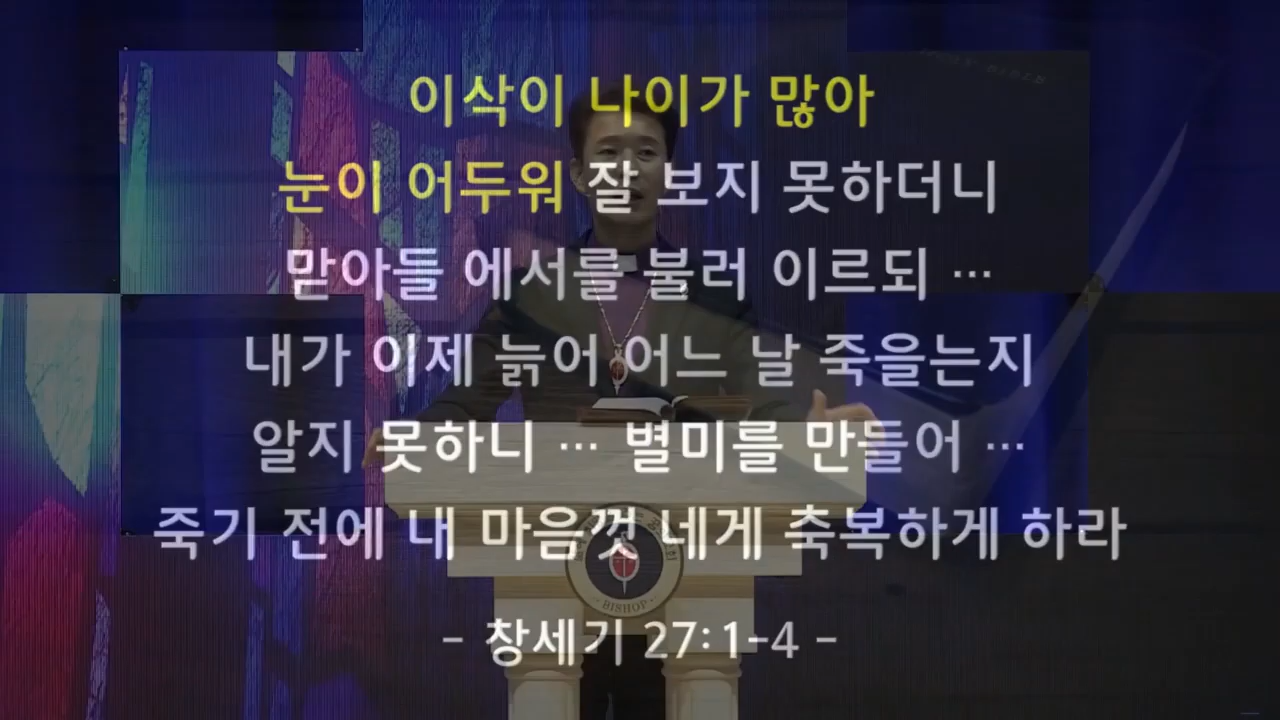 이삭이 나이가 많아
눈이 어두워 잘 보지 못하더니
맏아들 에서를 불러 이르되 …
내가 이제 늙어 어느 날 죽을는지
알지 못하니 … 별미를 만들어 …
죽기 전에 내 마음껏 네게 축복하게 하라
- 창세기 27:1-4 -
BISHOP